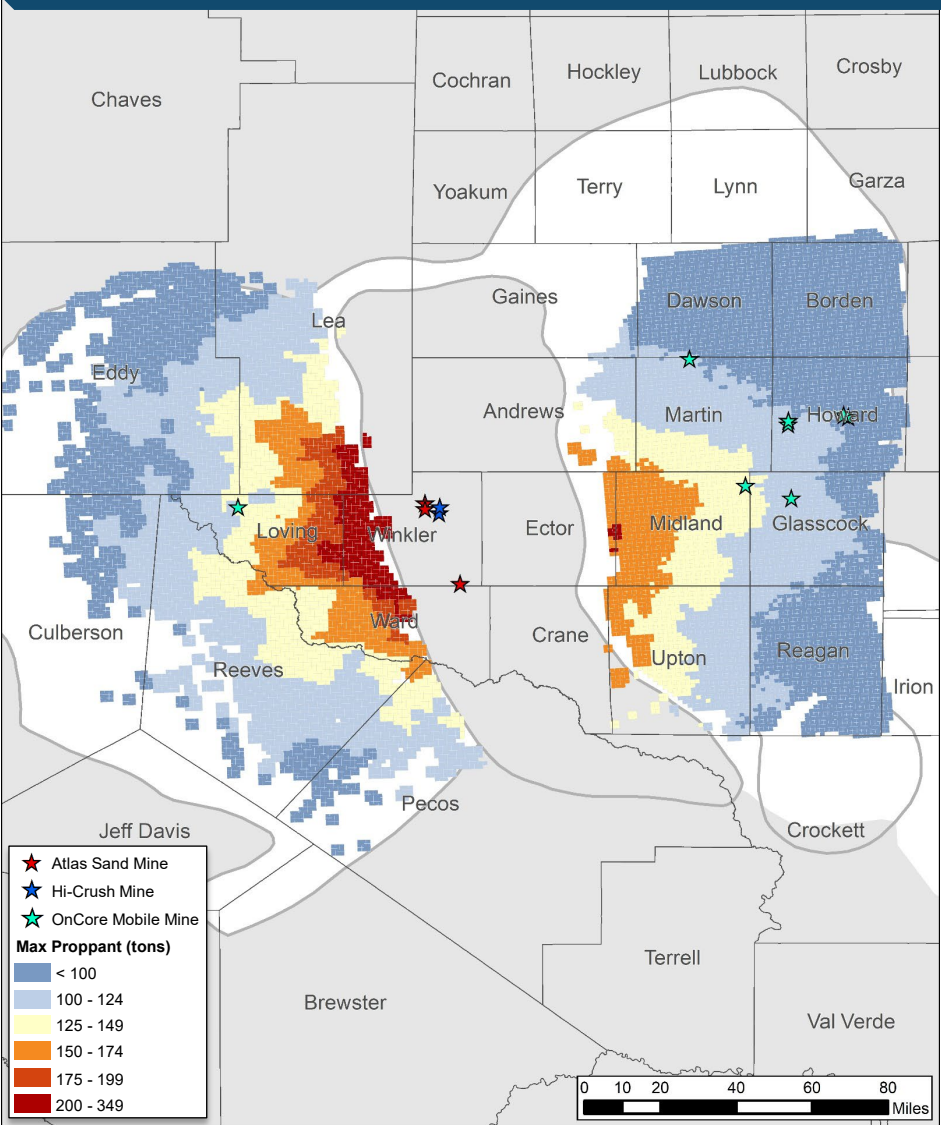 Cochran
Hockley
Lubbock
Crosby
Chaves
Yoakum
Terry
Lynn
Garza
Lea
Gaines
Dawson
Borden
Eddy
Andrews
Martin
Howard
Loving
Winkler
Ector
Midland
Glasscock
Culberson
Ward
Crane
Reeves
Upton
Reagan
Irion
Pecos
Jeff Davis
Crockett
Terrell
Brewster
Val Verde
Atlas Sand Mine
Hi-Crush Mine
OnCore Mobile Mine
Max Proppant (tons)
< 100
100 - 124
125 - 149
150 - 174
175 - 199
200 - 349
0 10 20 40 60 80
Miles